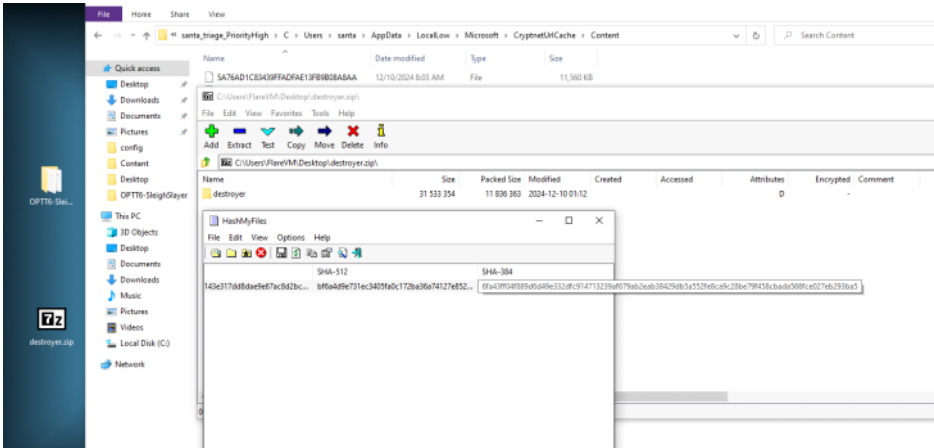 File Home Share View
« santa_triage_PriorityHigh > C > Users > santa > AppData > LocalLow > Microsoft > CryptnetUrlCache > Content
Search Content
Name Date modified Type Size
5A76AD1C83439FFADFAE13FB9B08A8AA 12/10/2024 8:03 AM File 11,560 KB
Quick access
Desktop
Downloads
Documents
Pictures
config
Content
Desktop
OPTT6-SleighSlayer
This PC
3D Objects
Desktop
Documents
Downloads
Music
Pictures
Videos
Local Disk (C:)
Network
OPTT6-Slei...
7z
destroyer.zip
C:\Users\FlareVM\Desktop\destroyer.zip\
File Edit View Favorites Tools Help
Add Extract Test Copy Move Delete Info
C:\Users\FlareVM\Desktop\destroyer.zip\
Name Size Packed Size Modified Created Accessed Attributes Encrypted Comment
destroyer 31 533 354 11 836 363 2024-12-10 01:12 D -
HashMyFiles
File Edit View Options Help
SHA-512 SHA-384